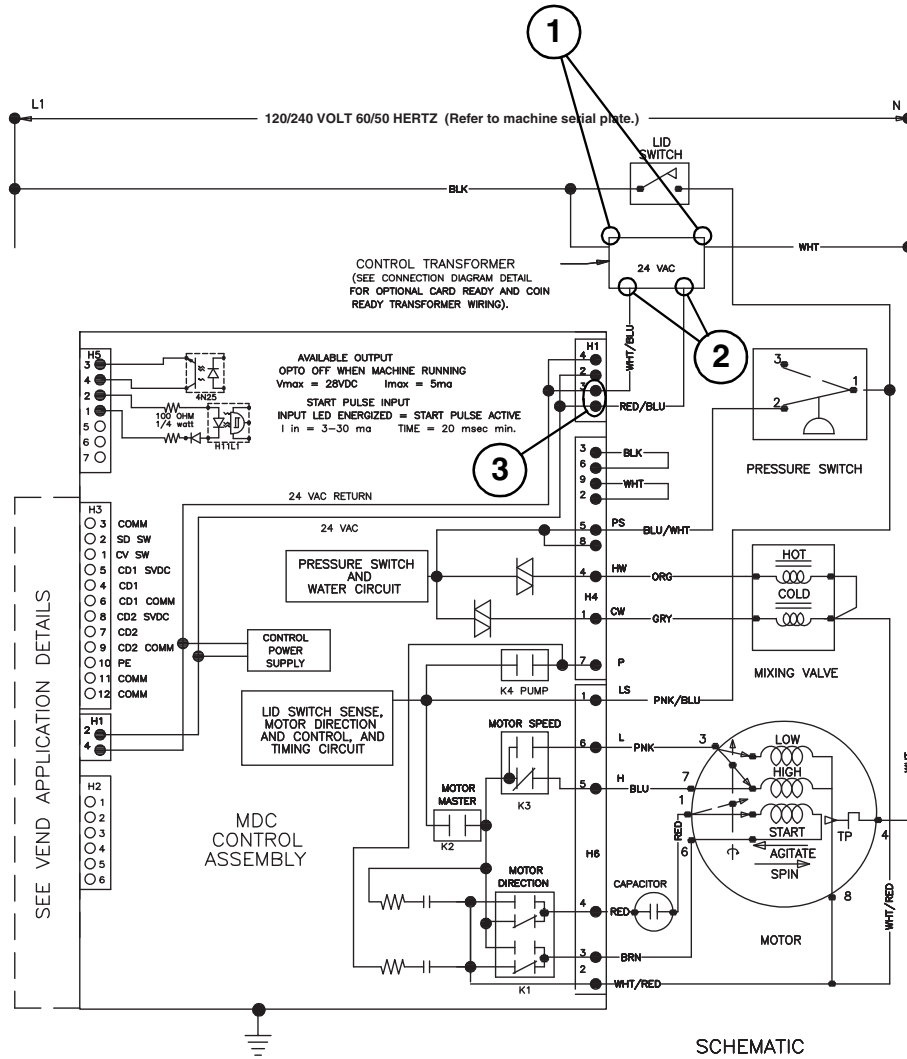 1
L1
N
120/240 VOLT 60/50 HERTZ (Refer to machine serial plate.)
LID
SWITCH
BLK
WHT
CONTROL TRANSFORMER
(SEE CONNECTION DIAGRAM DETAIL
FOR OPTIONAL CARD READY AND COIN
READY TRANSFORMER WIRING).
24 VAC
WHT/BLU
2
H1
4
2
3
RED/BLU
3
H5
3
4
2
1
5
6
7
4N25
100 OHM
1/4 watt
H11L1
AVAILABLE OUTPUT
OPTO OFF WHEN MACHINE RUNNING
Vmax = 28VDC Imax = 5ma
START PULSE INPUT
INPUT LED ENERGIZED = START PULSE ACTIVE
I in = 3-30 ma TIME = 20 msec min.
3
1
2
PRESSURE SWITCH
3
BLK
6
9
WHT
2
24 VAC RETURN
24 VAC
5
PS
BLU/WHT
8
SEE VEND APPLICATION DETAILS
H3
3 COMM
2 SD SW
1 CV SW
5 CD1 5VDC
4 CD1
6 CD1 COMM
8 CD2 5VDC
7 CD2
9 CD2 COMM
10 PE
11 COMM
12 COMM
PRESSURE SWITCH
AND
WATER CIRCUIT
4
HW
ORG
H4
1
CW
GRY
HOT
COLD
MIXING VALVE
CONTROL
POWER
SUPPLY
K4 PUMP
7
P
LID SWITCH SENSE,
MOTOR DIRECTION
AND CONTROL, AND
TIMING CIRCUIT
1
LS
PNK/BLU
H1
2
4
MOTOR SPEED
K3
6
L
PNK
5
H
BLU
3
LOW
HIGH
START
7
1
RED
6
TP
4
AGITATE
SPIN
8
WHT
WHT/RED
MOTOR
H2
1
2
3
4
5
6
MDC
CONTROL
ASSEMBLY
MOTOR
MASTER
K2
H6
MOTOR
DIRECTION
K1
CAPACITOR
4
RED
3
BRN
2
WHT/RED
SCHEMATIC